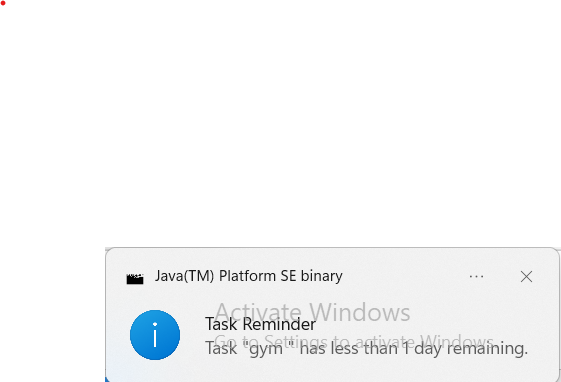 Java(TM) Platform SE binary
Activate Windows
Task Reminder
Go to Settings to activate Windows.
Task "gym " has less than 1 day remaining.